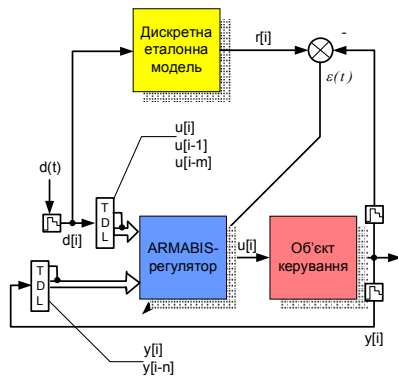 Дискретна
еталонна
модель
r[i]
-
ε(t)
u[i]
u[i-1]
u[i-m]
d(t)
d[i]
T
D
L
ARMABIS-
регулятор
u[i]
Об'єкт
керування
T
D
L
y[i]
y[i]
y[i-n]